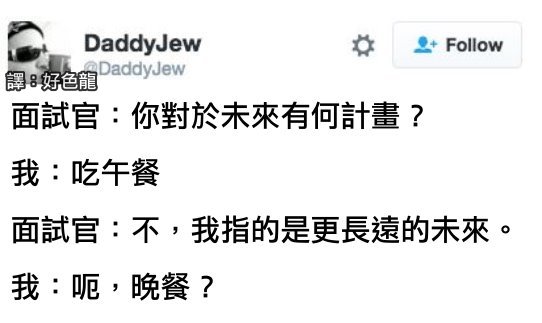 DaddyJew
Follow
@DaddyJew
譯：好色龍
面試官：你對於未來有何計畫？
我：吃午餐
面試官：不，我指的是更長遠的未來。
我：呃，晚餐？